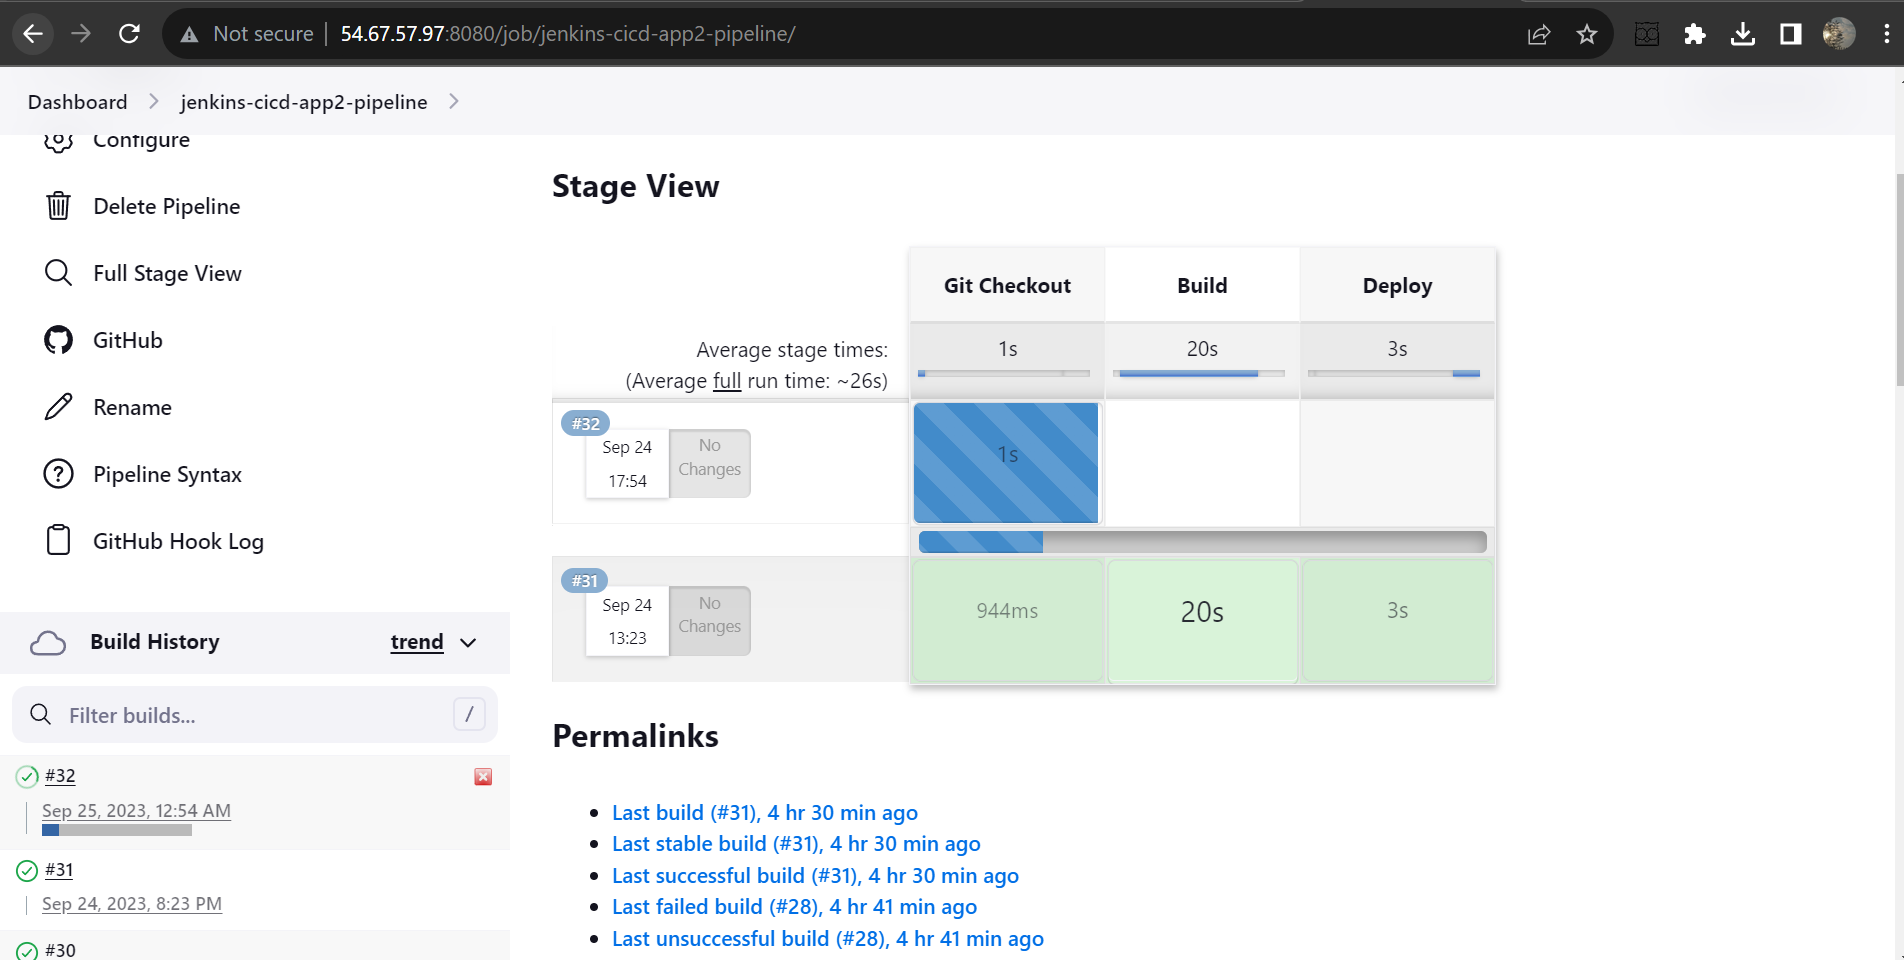 Not secure 54.67.57.97:8080/job/jenkins-cicd-app2-pipeline/
Dashboard
jenkins-cicd-app2-pipeline
Configure
Delete Pipeline
Full Stage View
GitHub
Rename
Pipeline Syntax
GitHub Hook Log
Build History
trend
Filter builds...
/
#32
Sep 25, 2023, 12:54 AM
#31
Sep 24, 2023, 8:23 PM
#30
Stage View
Git Checkout Build Deploy
Average stage times: 1s 20s 3s
(Average full run time: ~26s)
#32
Sep 24
17:54
No
Changes
1s
#31
Sep 24
13:23
No
Changes
944ms 20s 3s
Permalinks
Last build (#31), 4 hr 30 min ago
Last stable build (#31), 4 hr 30 min ago
Last successful build (#31), 4 hr 30 min ago
Last failed build (#28), 4 hr 41 min ago
Last unsuccessful build (#28), 4 hr 41 min ago